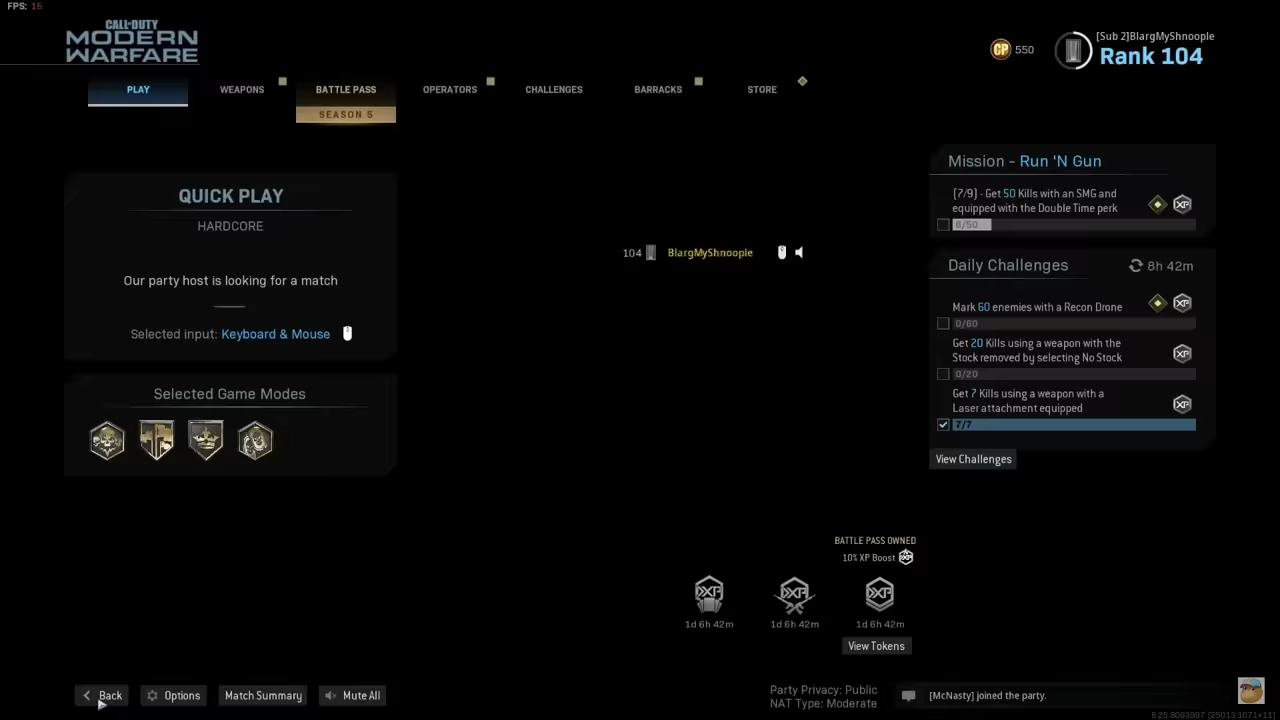 FPS: 15
CALL·DUTY
MODERN
WARFARE
CP 550
[Sub 2]BlargMyShnoople
Rank 104
PLAY
WEAPONS
BATTLE PASS
SEASON 5
OPERATORS
CHALLENGES
BARRACKS
STORE
QUICK PLAY
HARDCORE
Our party host is looking for a match
Selected input: Keyboard & Mouse
Selected Game Modes
104 BlargMyShnoople
Mission - Run 'N Gun
[7/9] - Get 50 Kills with an SMG and
equipped with the Double Time perk
XP
8/50
Daily Challenges
8h 42m
Mark 60 enemies with a Recon Drone
XP
0/60
Get 20 Kills using a weapon with the
Stock removed by selecting No Stock
XP
0/20
Get 7 Kills using a weapon with a
Laser attachment equipped
XP
7/7
View Challenges
BATTLE PASS OWNED
10% XP Boost
1d 6h 42m
1d 6h 42m
1d 6h 42m
View Tokens
Back
Options
Match Summary
Mute All
Party Privacy: Public
NAT Type: Moderate
[McNasty] joined the party.